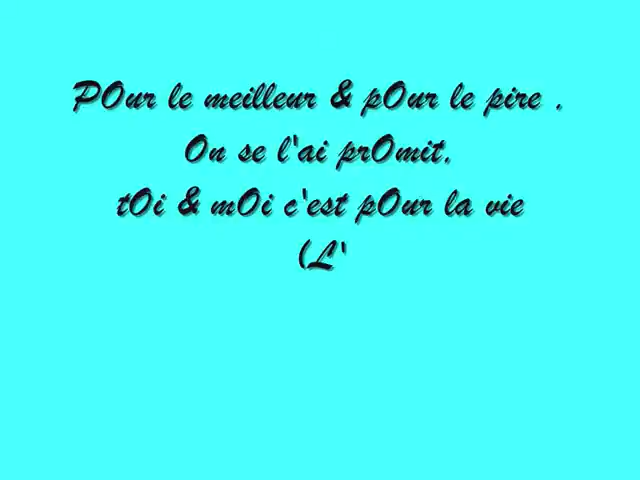 POur le meilleur & pOur le pire .
On se l'ai prOmit.
tOi & mOi c'est pOur la vie
(L'